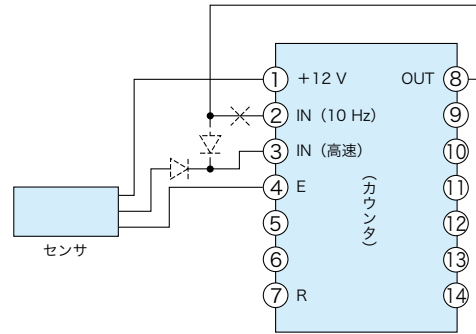 ① +12 V OUT ⑧
② IN（10 Hz） ⑨
③ IN（高速） ⑩
④ E ⑪
⑤ ⑫
⑥ ⑬
⑦ R ⑭
（カウンタ）
センサ